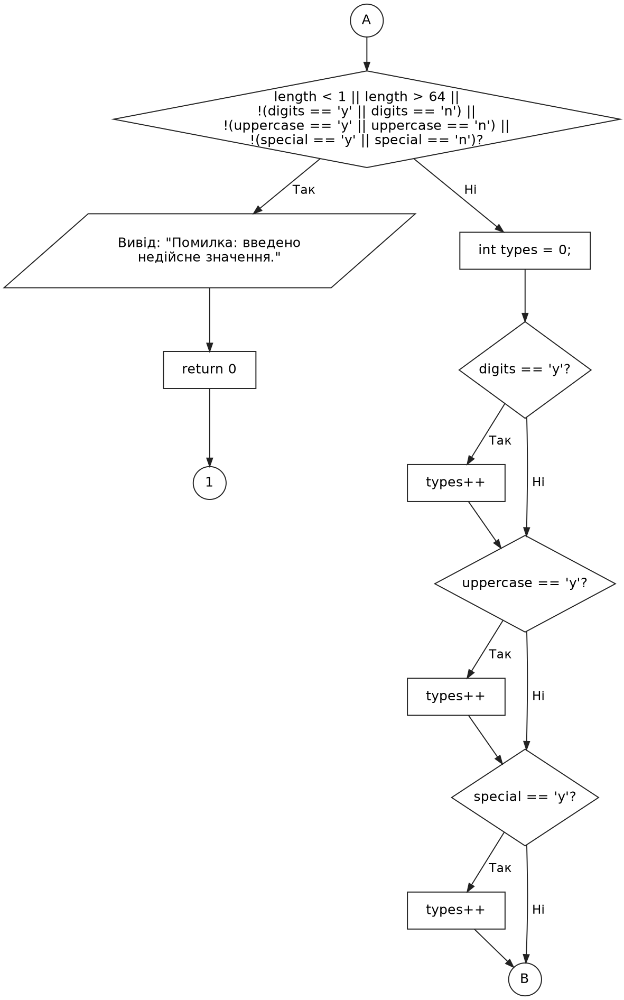 A
length < 1 || length > 64 ||
!(digits == 'y' || digits == 'n') ||
!(uppercase == 'y' || uppercase == 'n') ||
!(special == 'y' || special == 'n')?
Так
Ні
Вивід: "Помилка: введено
недійсне значення."
int types = 0;
return 0
digits == 'y'?
Так
types++
Ні
1
uppercase == 'y'?
Так
types++
Ні
special == 'y'?
Так
types++
Ні
B